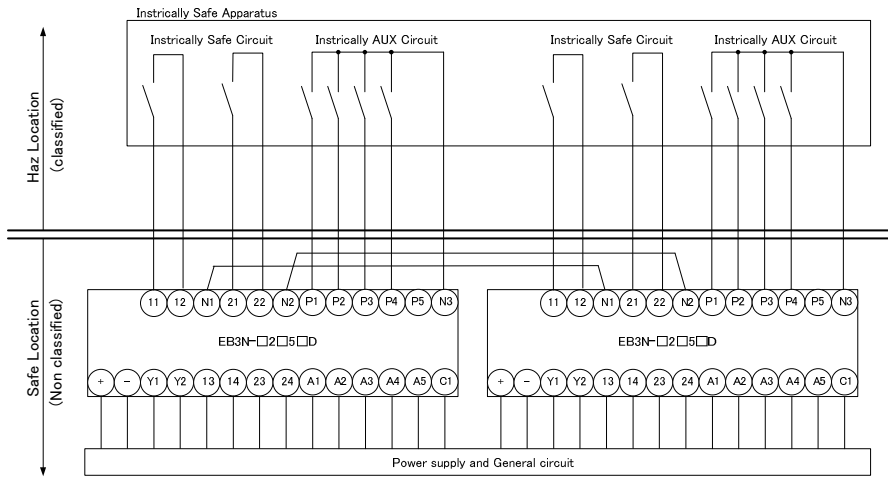 Instrically Safe Apparatus
Instrically Safe Circuit Instrically AUX Circuit Instrically Safe Circuit Instrically AUX Circuit
Haz Location
(classified)
Safe Location
(Non classified)
11 12 N1 21 22 N2 P1 P2 P3 P4 P5 N3 11 12 N1 21 22 N2 P1 P2 P3 P4 P5 N3
EB3N-□2□5□D EB3N-□2□5□D
+ - Y1 Y2 13 14 23 24 A1 A2 A3 A4 A5 C1 + - Y1 Y2 13 14 23 24 A1 A2 A3 A4 A5 C1
Power supply and General circuit